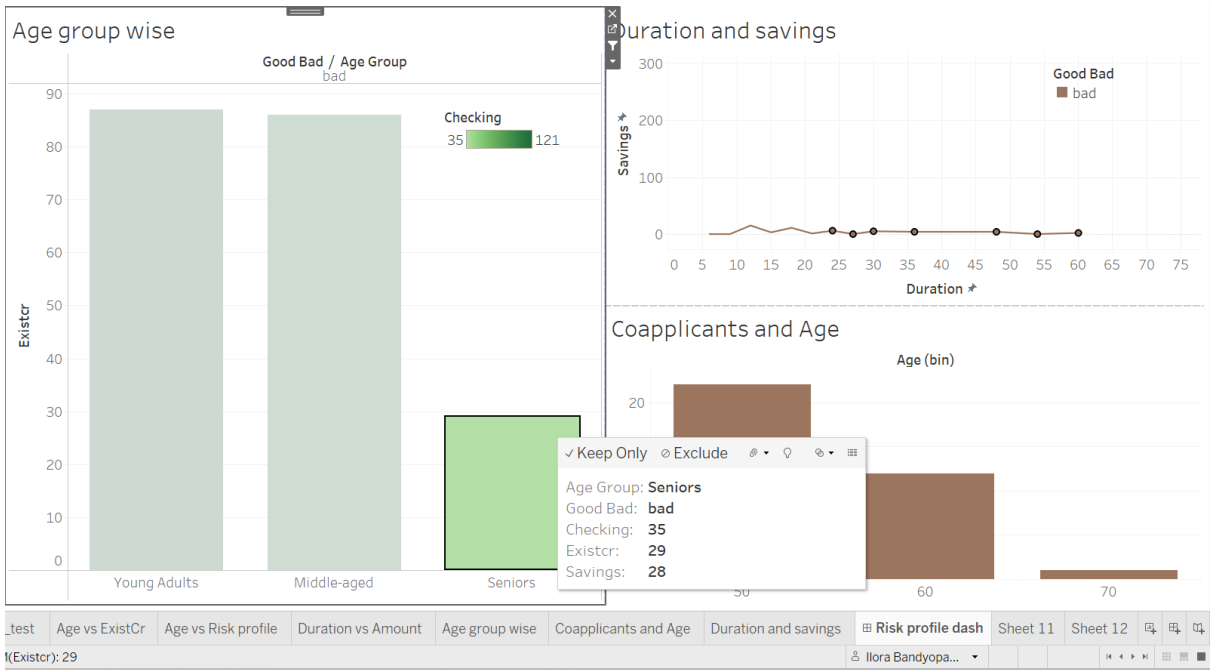 Age group wise
Good Bad / Age Group
bad
Checking
35 121
90
80
70
60
50
40
30
20
10
0
Existcr
Young Adults Middle-aged Seniors
Duration and savings
Good Bad
bad
300
200
100
0
Savings
0 5 10 15 20 25 30 35 40 45 50 55 60 65 70 75
Duration
Coapplicants and Age
Age (bin)
20
50 60 70
Keep Only Exclude
Age Group: Seniors
Good Bad: bad
Checking: 35
Existcr: 29
Savings: 28
_test Age vs ExistCr Age vs Risk profile Duration vs Amount Age group wise Coapplicants and Age Duration and savings Risk profile dash Sheet 11 Sheet 12
(Existcr): 29 Ilora Bandyopa...